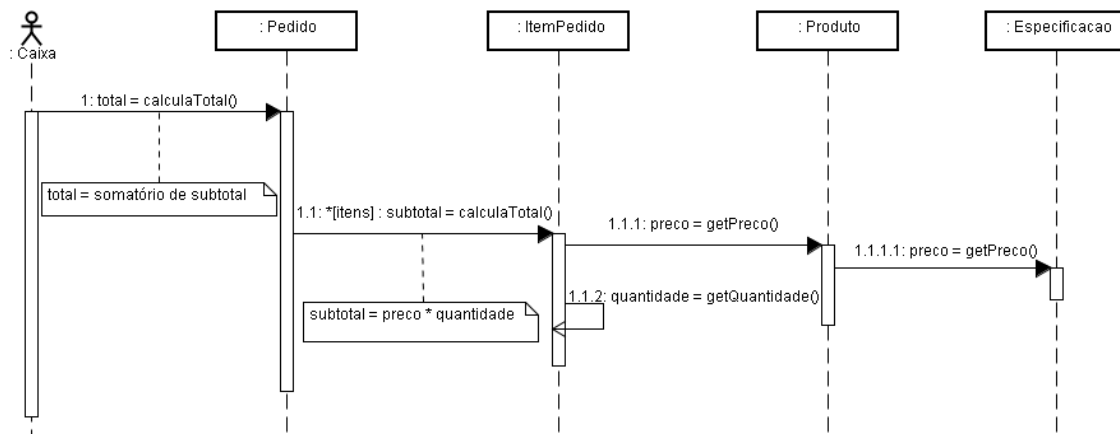 : Caixa
: Pedido
: ItemPedido
: Produto
: Especificacao
1: total = calculaTotal()
total = somatório de subtotal
1.1: *[itens] : subtotal = calculaTotal()
1.1.1: preco = getPreco()
1.1.1.1: preco = getPreco()
1.1.2: quantidade = getQuantidade()
subtotal = preco * quantidade